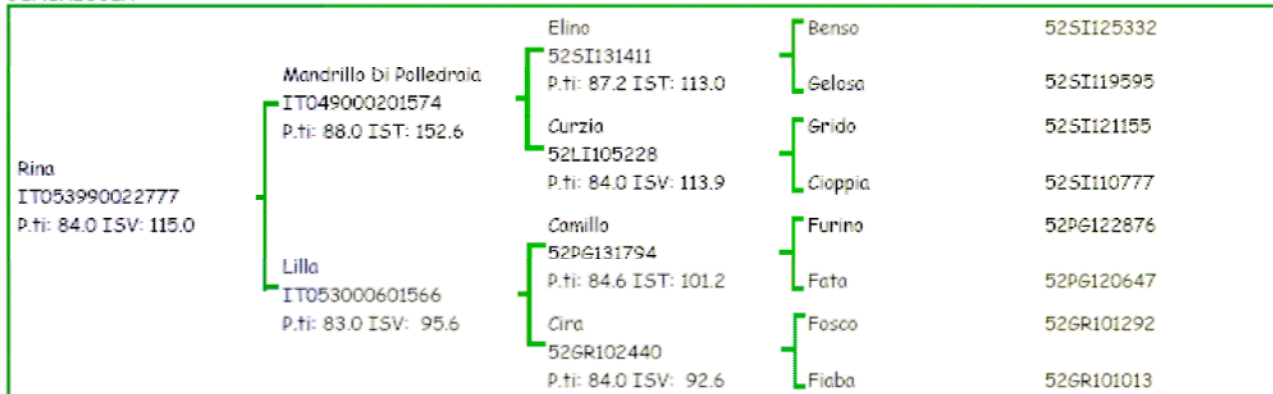 Rina
IT053990022777
P.ti: 84.0 ISV: 115.0
Mandrillo bi Polledraia
IT049000201574
P.ti: 88.0 IST: 152.6
Lilla
IT053000601566
P.ti: 83.0 ISV: 95.6
Elino
52SI131411
P.ti: 87.2 IST: 113.0
Curzia
52LI105228
P.ti: 84.0 ISV: 113.9
Camillo
52PG131794
P.ti: 84.6 IST: 101.2
Cira
52GR102440
P.ti: 84.0 ISV: 92.6
Benso 52SI125332
Gelosa 52SI119595
Grido 52SI121155
Cioppia 52SI110777
Furino 52PG122876
Fata 52PG120647
Fosco 52GR101292
Fiaba 52GR101013